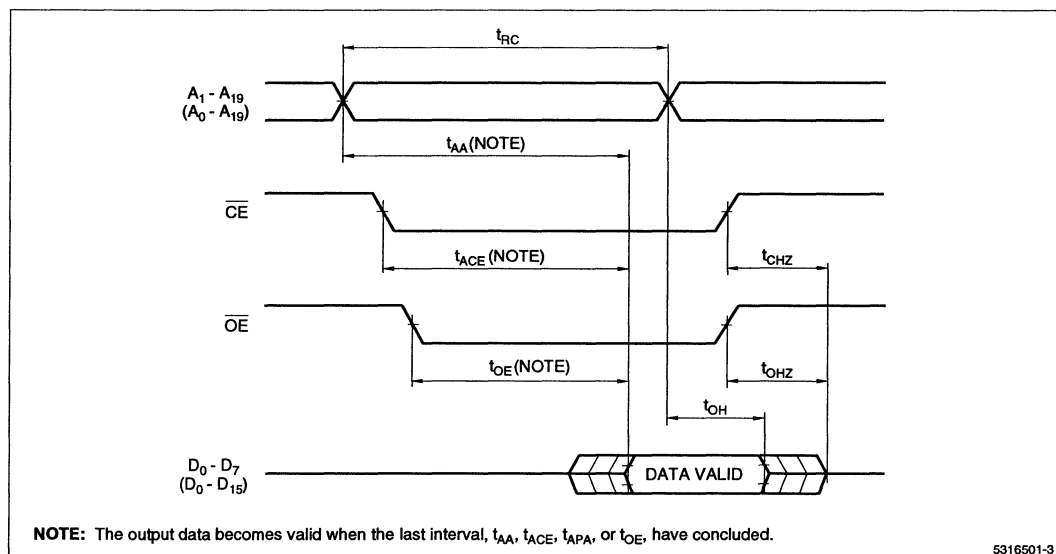 tRC
A1 - A19
(A0 - A19)
tAA (NOTE)
CE
tACE (NOTE)
tCHZ
OE
tOE (NOTE)
tOHZ
tOH
D0 - D7
(D0 - D15)
DATA VALID
NOTE: The output data becomes valid when the last interval, tAA, tACE, tAPA, or tOE, have concluded.
5316501-3